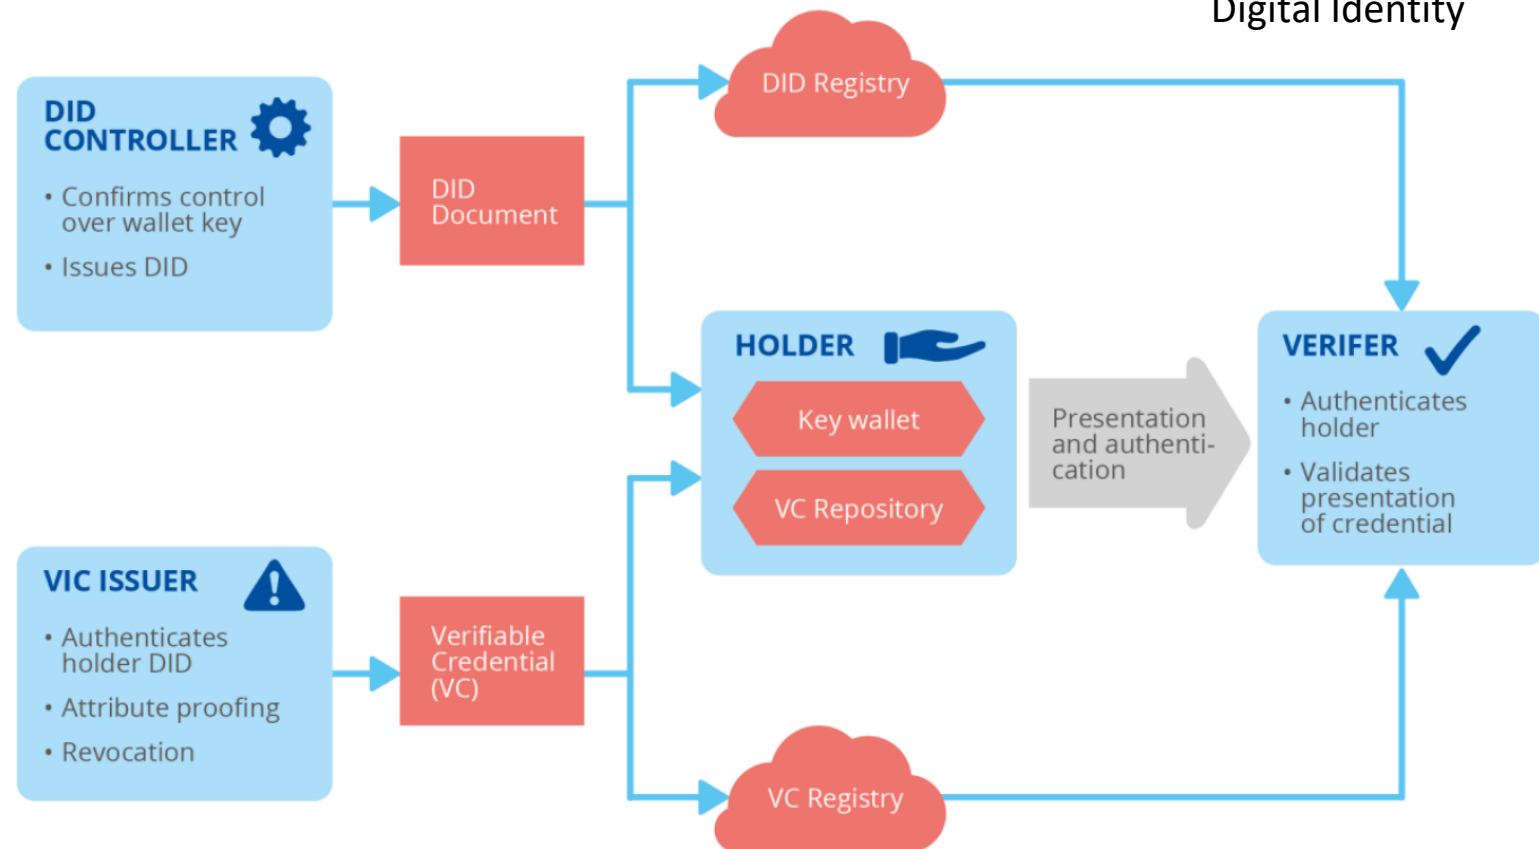 Digital Identity
DID Registry
DID
CONTROLLER
• Confirms control
over wallet key
• Issues DID
DID
Document
HOLDER
Key wallet
VC Repository
Presentation
and authenti-
cation
VERIFER
• Authenticates
holder
• Validates
presentation
of credential
VIC ISSUER
• Authenticates
holder DID
• Attribute proofing
• Revocation
Verifiable
Credential
(VC)
VC Registry